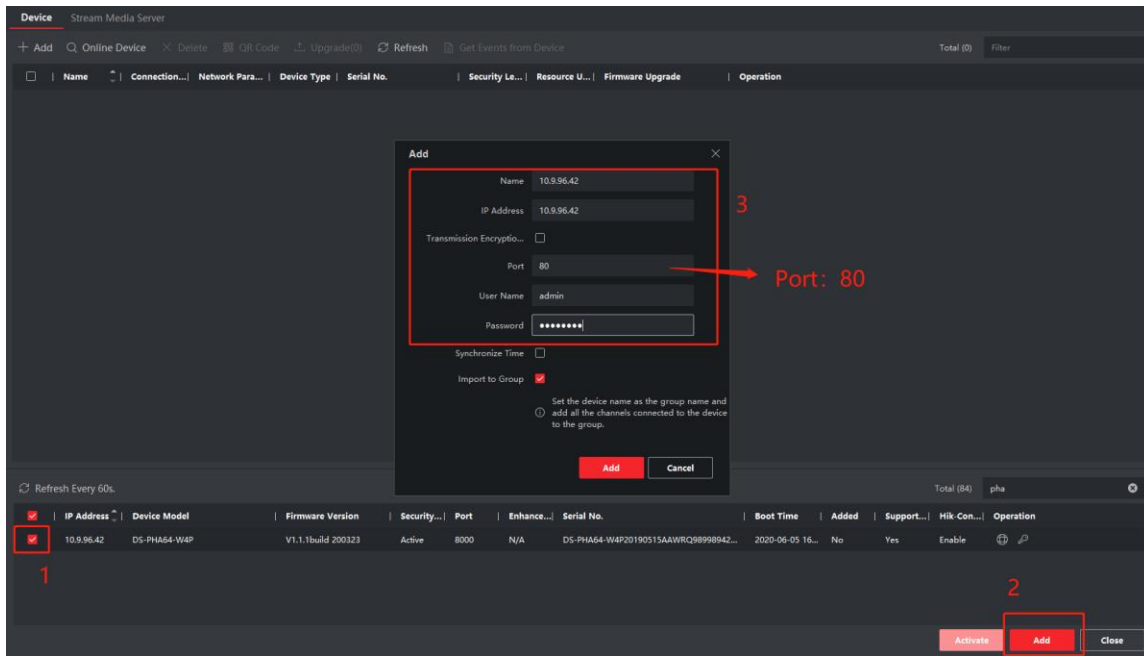 Device Stream Media Server
+ Add Online Device × Delete QR Code Upgrade(0) Refresh Get Events from Device Total (0) Filter
Name | Connection...| Network Para... | Device Type | Serial No. | Security Le... | Resource U... | Firmware Upgrade | Operation
Add ×
Name 10.9.96.42
3
IP Address 10.9.96.42
Transmission Encryptio...
Port 80
Port: 80
User Name admin
Password ••••••••
Synchronize Time
Import to Group
Set the device name as the group name and
add all the channels connected to the device
to the group.
Add Cancel
Refresh Every 60s. Total (84) pha
| IP Address | Device Model | Firmware Version | Security...| Port | Enhance...| Serial No. | Boot Time | Added | Support...| Hik-Con...| Operation
10.9.96.42 DS-PHA64-W4P V1.1.1build 200323 Active 8000 N/A DS-PHA64-W4P20190515AAWRQ98998942... 2020-06-05 16... No Yes Enable
1
2
Activate Add Close